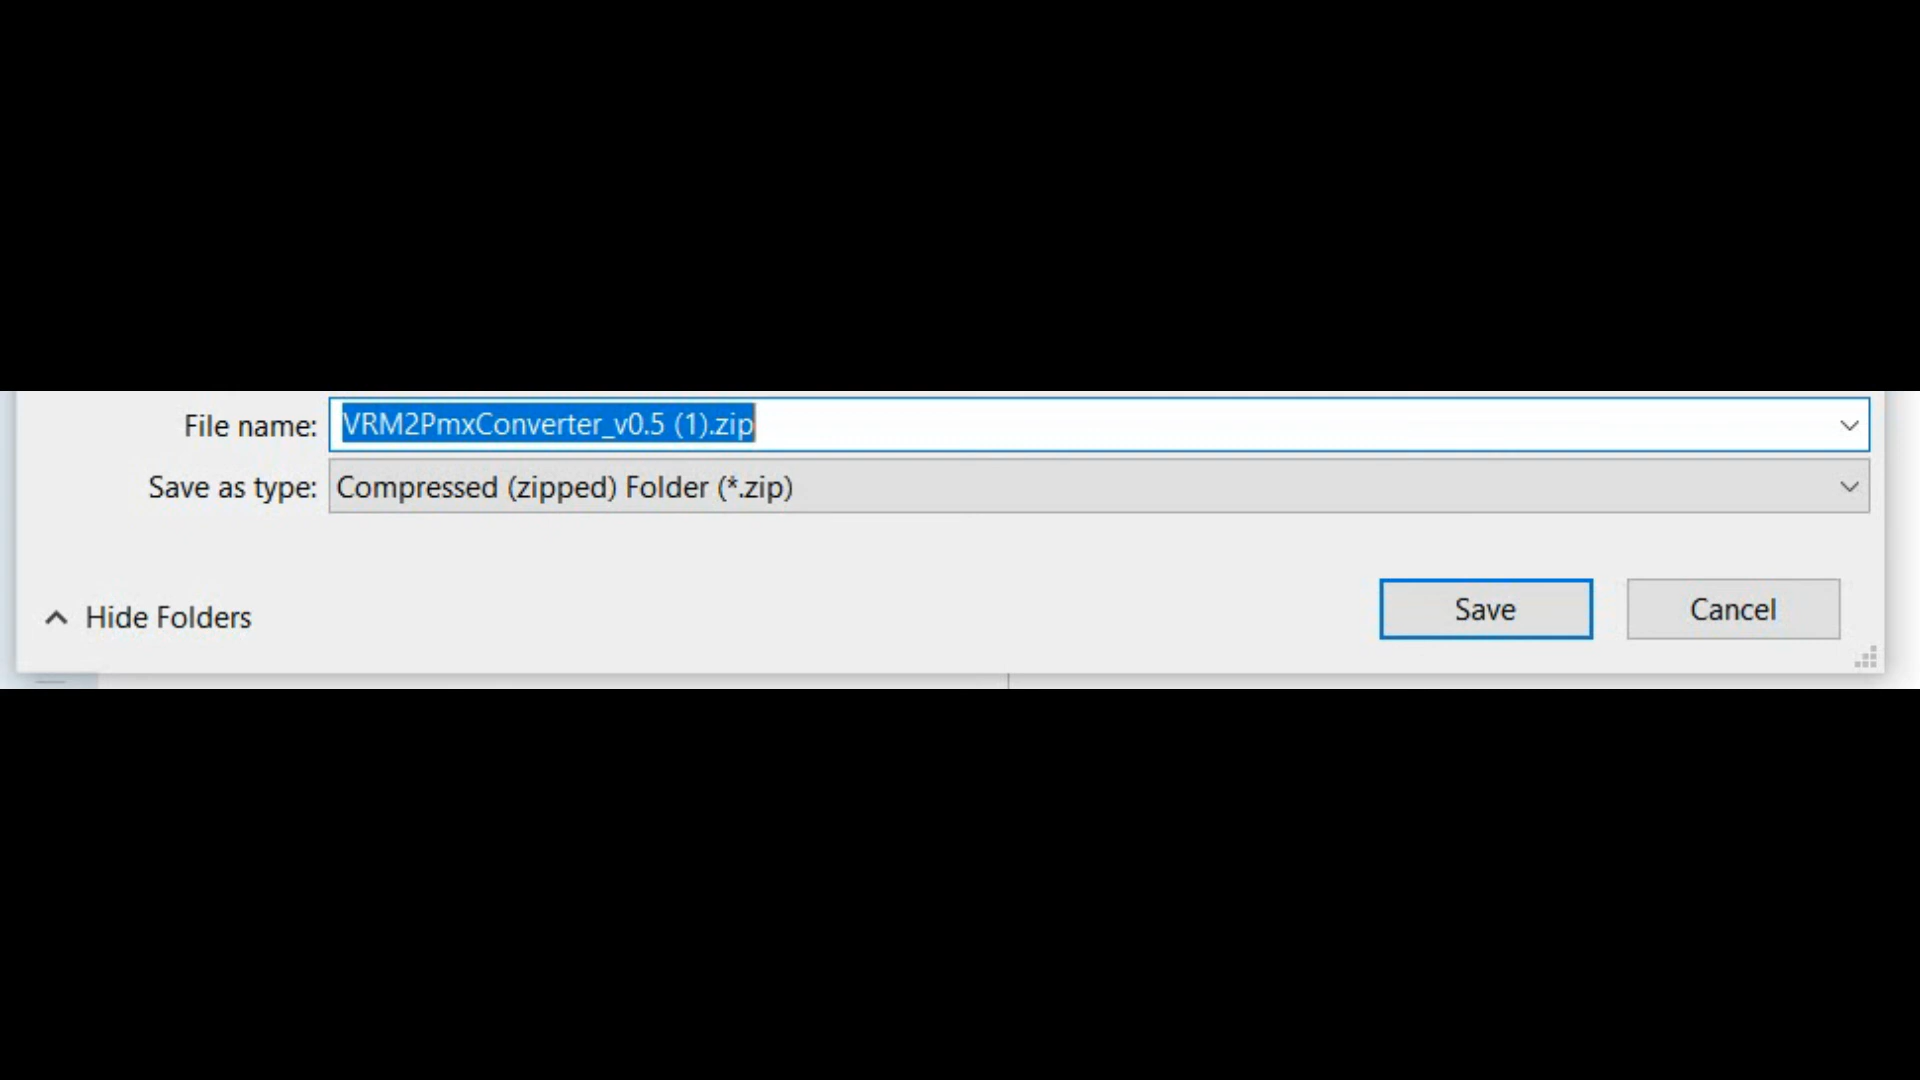 File name: VRM2PmxConverter_v0.5 (1).zip
Save as type: Compressed (zipped) Folder (*.zip)
Hide Folders Save Cancel